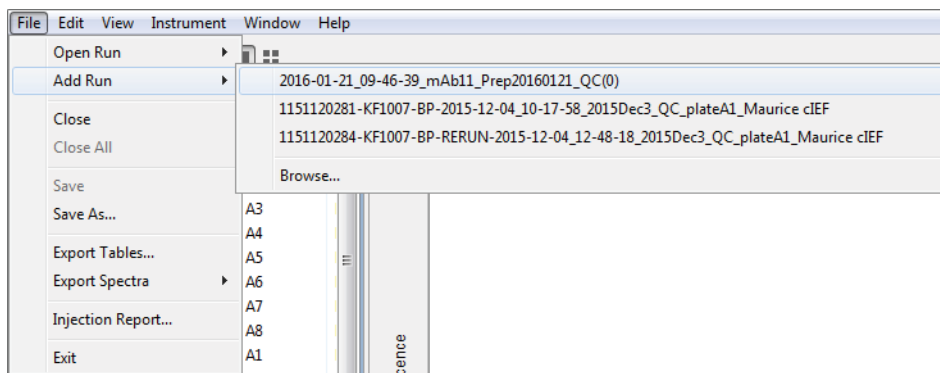 File Edit View Instrument Window Help
Open Run
Add Run
2016-01-21_09-46-39_mAb11_Prep20160121_QC(0)
1151120281-KF1007-BP-2015-12-04_10-17-58_2015Dec3_QC_plateA1_Maurice cIEF
1151120284-KF1007-BP-RERUN-2015-12-04_12-48-18_2015Dec3_QC_plateA1_Maurice cIEF
Browse...
Close
Close All
Save
Save As...
Export Tables...
Export Spectra
Injection Report...
Exit
A3
A4
A5
A6
A7
A8
A1